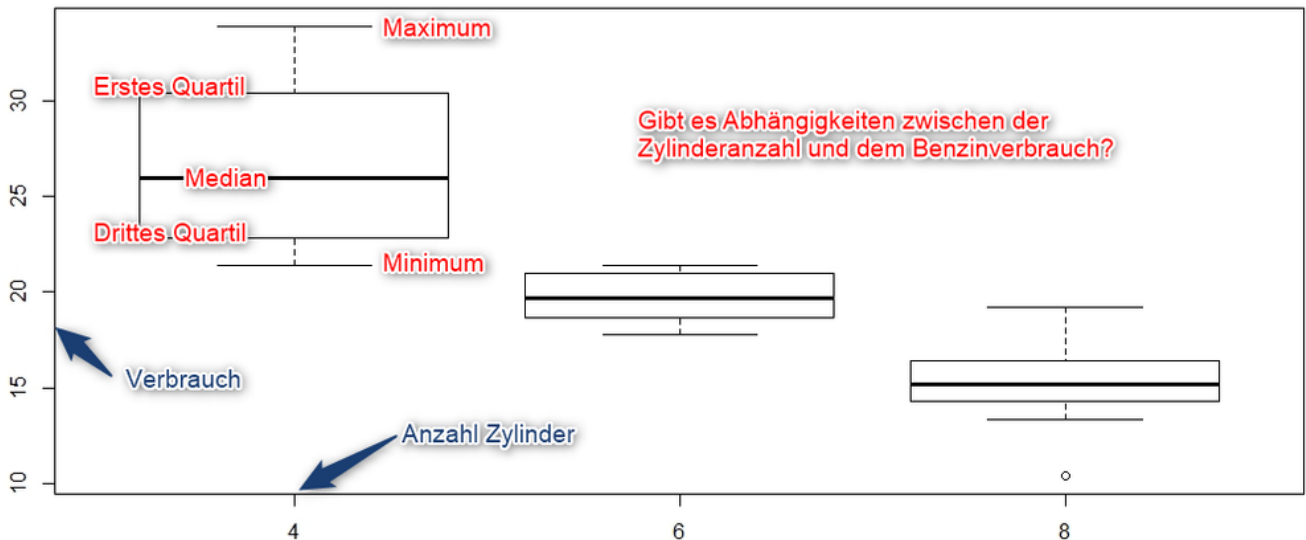 Maximum
Erstes Quartil
30
Gibt es Abhängigkeiten zwischen der
Zylinderanzahl und dem Benzinverbrauch?
25
Median
Drittes Quartil
Minimum
20
15
Verbrauch
Anzahl Zylinder
10
4
6
8